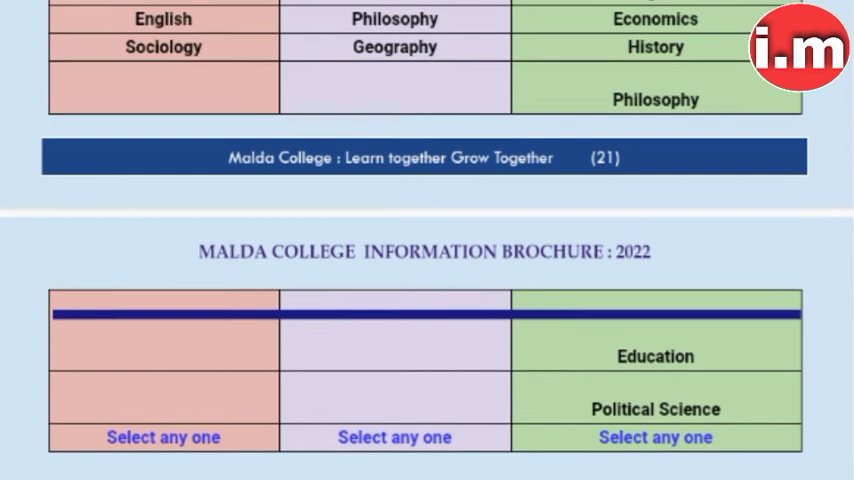 English Philosophy Economics
Sociology Geography History
Philosophy
i.m
Malda College : Learn together Grow Together (21)
MALDA COLLEGE INFORMATION BROCHURE : 2022
Education
Political Science
Select any one Select any one Select any one